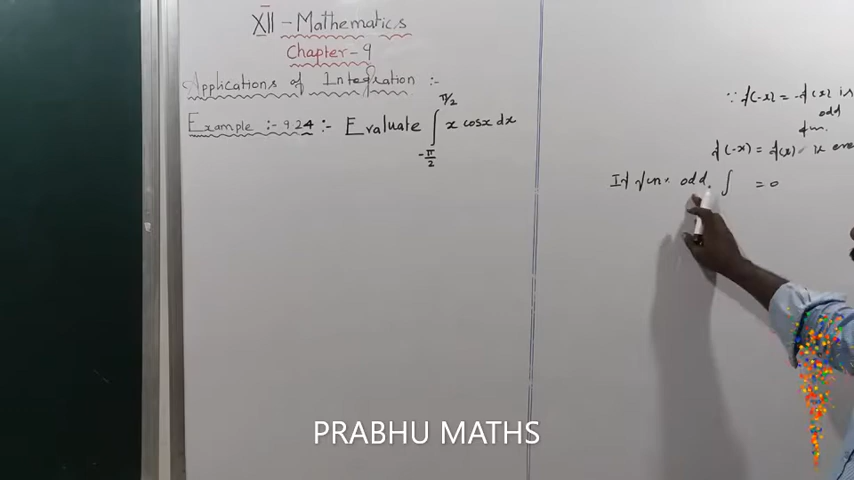 XII - Mathematics
Chapter - 9
Applications of Integration :-
Example :- 9.24 :- Evaluate ∫_{-π/2}^{π/2} x cosx dx
∵ f(-x) = -f(x) is
odd
fun.
f(-x) = f(x) is eve
If fun. odd, ∫ = 0
PRABHU MATHS